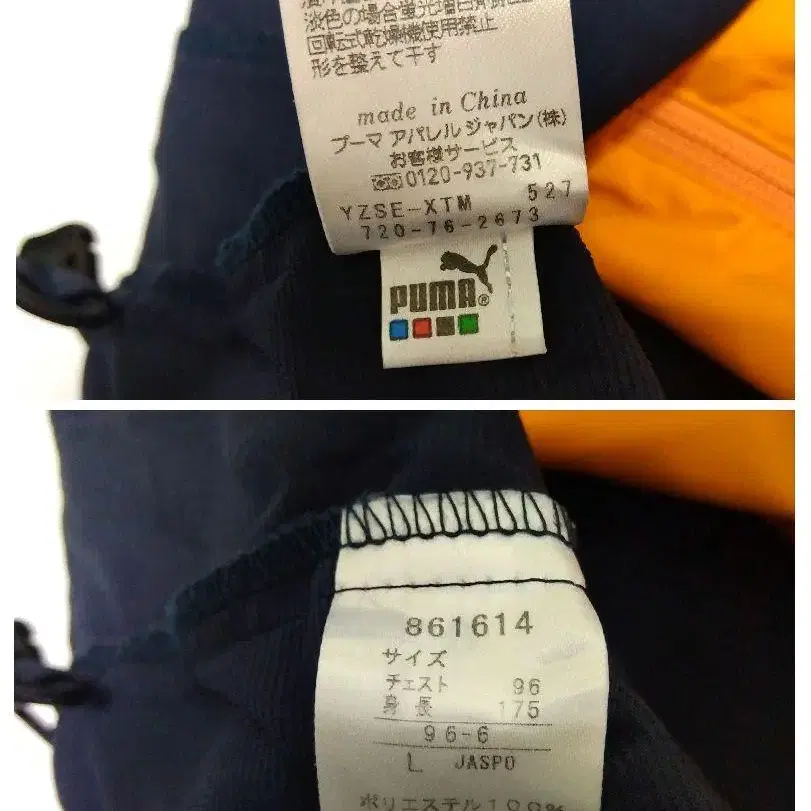 淡色の場合蛍光増白剤禁止
回転式乾燥機使用禁止
形を整えて干す
made in China
プーマ アパレル ジャパン(株)
お客様サービス
0120-937-731
YZSE-XTM 527
720-76-2673
PUMA®
861614
サイズ
チェスト 96
身長 175
96-6
L JASPO
ポリエステル100%